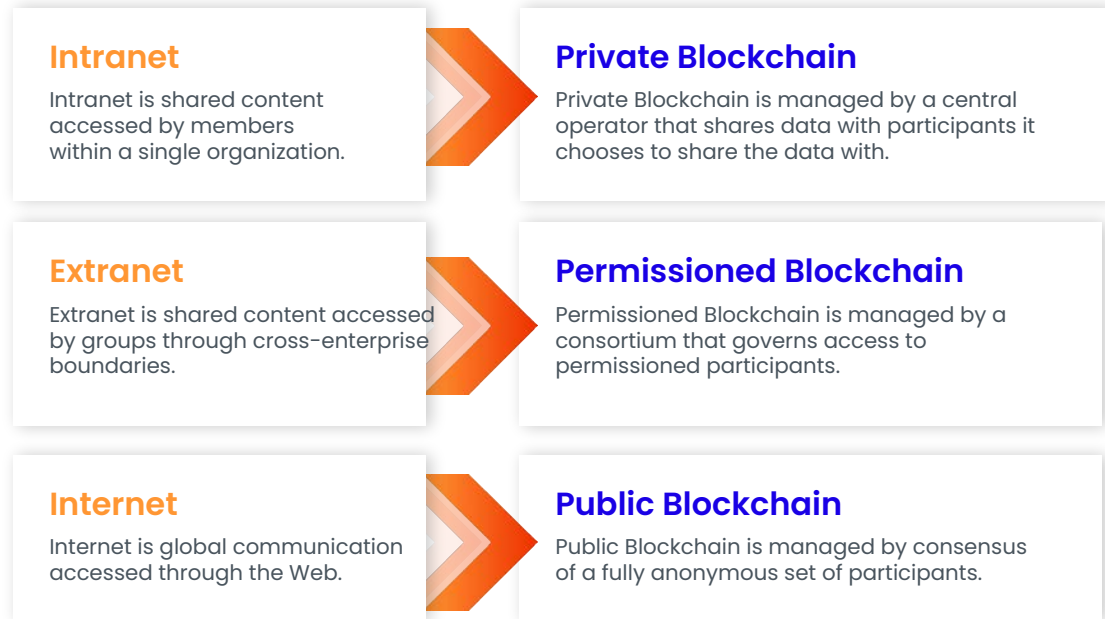 Intranet
Intranet is shared content
accessed by members
within a single organization.
Private Blockchain
Private Blockchain is managed by a central
operator that shares data with participants it
chooses to share the data with.
Extranet
Extranet is shared content accessed
by groups through cross-enterprise
boundaries.
Permissioned Blockchain
Permissioned Blockchain is managed by a
consortium that governs access to
permissioned participants.
Internet
Internet is global communication
accessed through the Web.
Public Blockchain
Public Blockchain is managed by consensus
of a fully anonymous set of participants.